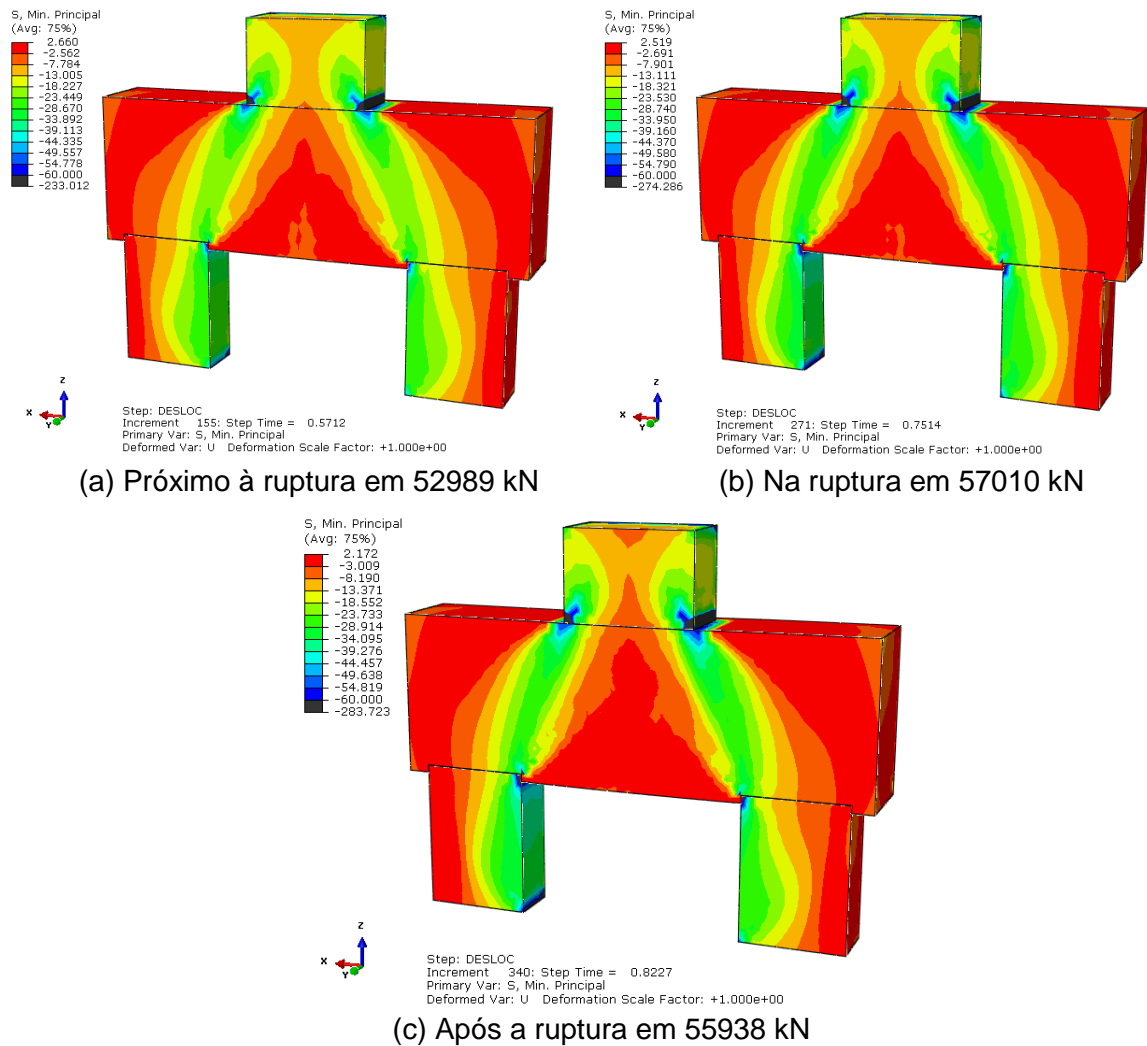 S, Min. Principal
(Avg: 75%)
2.660
-2.562
-7.784
-13.005
-18.227
-23.449
-28.670
-33.892
-39.113
-44.335
-49.557
-54.778
-60.000
-233.012
Z
X
Y
Step: DESLOC
Increment 155: Step Time = 0.5712
Primary Var: S, Min. Principal
Deformed Var: U Deformation Scale Factor: +1.000e+00
(a) Próximo à ruptura em 52989 kN
S, Min. Principal
(Avg: 75%)
2.519
-2.691
-7.901
-13.111
-18.321
-23.530
-28.740
-33.950
-39.160
-44.370
-49.580
-54.790
-60.000
-274.286
Z
X
Y
Step: DESLOC
Increment 271: Step Time = 0.7514
Primary Var: S, Min. Principal
Deformed Var: U Deformation Scale Factor: +1.000e+00
(b) Na ruptura em 57010 kN
S, Min. Principal
(Avg: 75%)
2.172
-3.009
-8.190
-13.371
-18.552
-23.733
-28.914
-34.095
-39.276
-44.457
-49.638
-54.819
-60.000
-283.723
Z
X
Y
Step: DESLOC
Increment 340: Step Time = 0.8227
Primary Var: S, Min. Principal
Deformed Var: U Deformation Scale Factor: +1.000e+00
(c) Após a ruptura em 55938 kN